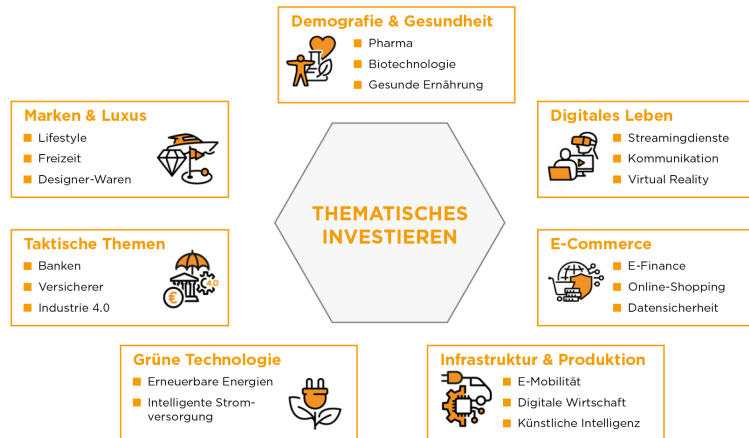 Demografie & Gesundheit
Pharma
Biotechnologie
Gesunde Ernährung
Marken & Luxus
Lifestyle
Freizeit
Designer-Waren
Digitales Leben
Streamingdienste
Kommunikation
Virtual Reality
THEMATISCHES
INVESTIEREN
Taktische Themen
Banken
Versicherer
Industrie 4.0
€
4.0
E-Commerce
E-Finance
Online-Shopping
Datensicherheit
Grüne Technologie
Erneuerbare Energien
Intelligente Strom-
versorgung
Infrastruktur & Produktion
E-Mobilität
Digitale Wirtschaft
Künstliche Intelligenz